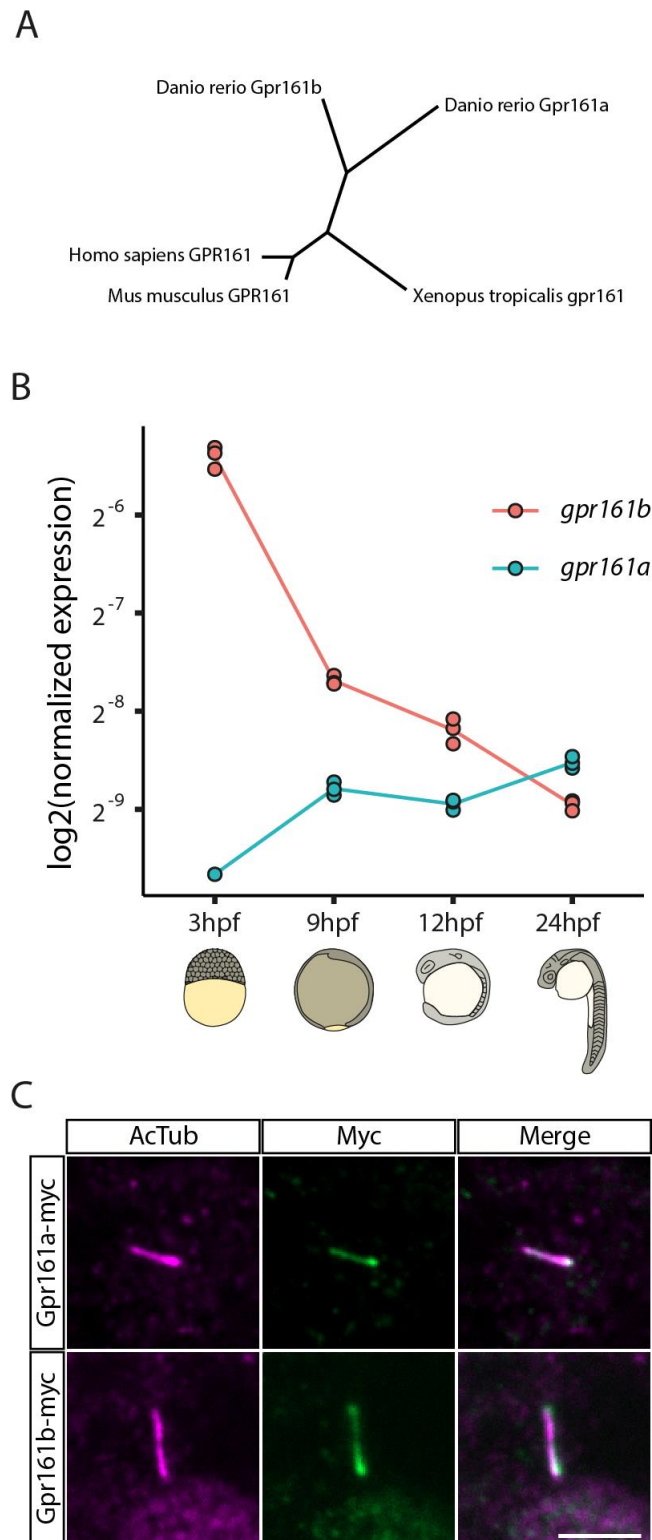 A
Danio rerio Gpr161b
Danio rerio Gpr161a
Homo sapiens GPR161
Mus musculus GPR161
Xenopus tropicalis gpr161
B
log2(normalized expression)
2^-6
2^-7
2^-8
2^-9
gpr161b
gpr161a
3hpf 9hpf 12hpf 24hpf
C
AcTub Myc Merge
Gpr161a-myc
Gpr161b-myc